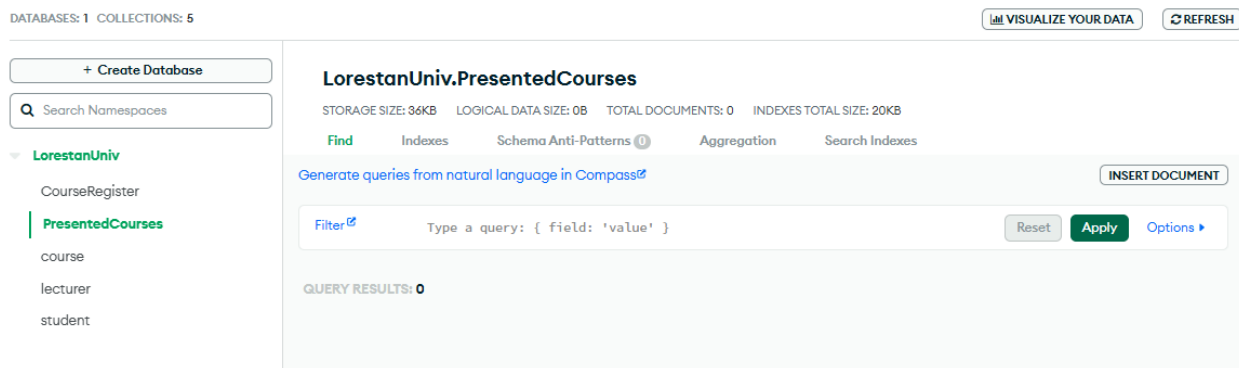 DATABASES: 1 COLLECTIONS: 5
VISUALIZE YOUR DATA
REFRESH
+ Create Database
Search Namespaces
LorestanUniv
CourseRegister
PresentedCourses
course
lecturer
student
LorestanUniv.PresentedCourses
STORAGE SIZE: 36KB LOGICAL DATA SIZE: 0B TOTAL DOCUMENTS: 0 INDEXES TOTAL SIZE: 20KB
Find Indexes Schema Anti-Patterns 0 Aggregation Search Indexes
Generate queries from natural language in Compass
INSERT DOCUMENT
Filter Type a query: { field: 'value' } Reset Apply Options
QUERY RESULTS: 0